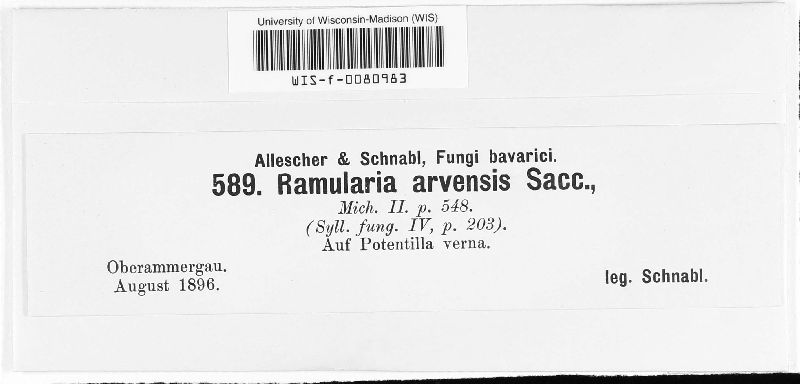 University of Wisconsin-Madison (WIS)
WIS-f-0080963
Allescher & Schnabl, Fungi bavarici.
589. Ramularia arvensis Sacc.,
Mich. II. p. 548.
(Syll. fung. IV, p. 203).
Auf Potentilla verna.
Oberammergau.
August 1896.
leg. Schnabl.